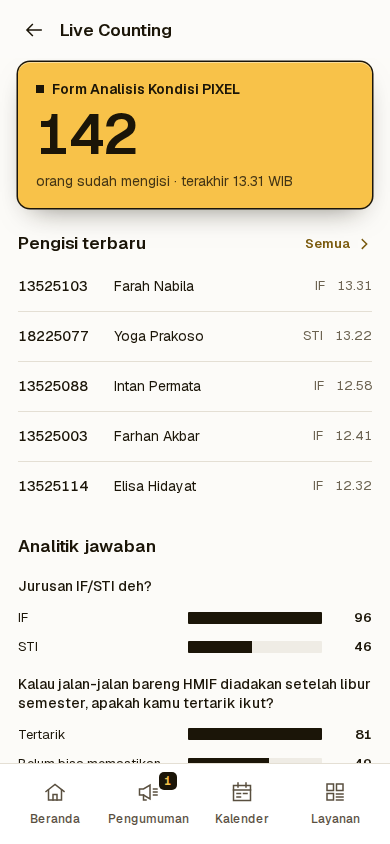 Live Counting
Form Analisis Kondisi PIXEL
142
orang sudah mengisi · terakhir 13.31 WIB
Pengisi terbaru
Semua
13525103 Farah Nabila IF 13.31
18225077 Yoga Prakoso STI 13.22
13525088 Intan Permata IF 12.58
13525003 Farhan Akbar IF 12.41
13525114 Elisa Hidayat IF 12.32
Analitik jawaban
Jurusan IF/STI deh?
IF 96
STI 46
Kalau jalan-jalan bareng HMIF diadakan setelah libur
semester, apakah kamu tertarik ikut?
Tertarik 81
Belum bisa memastikan
1
Beranda Pengumuman Kalender Layanan